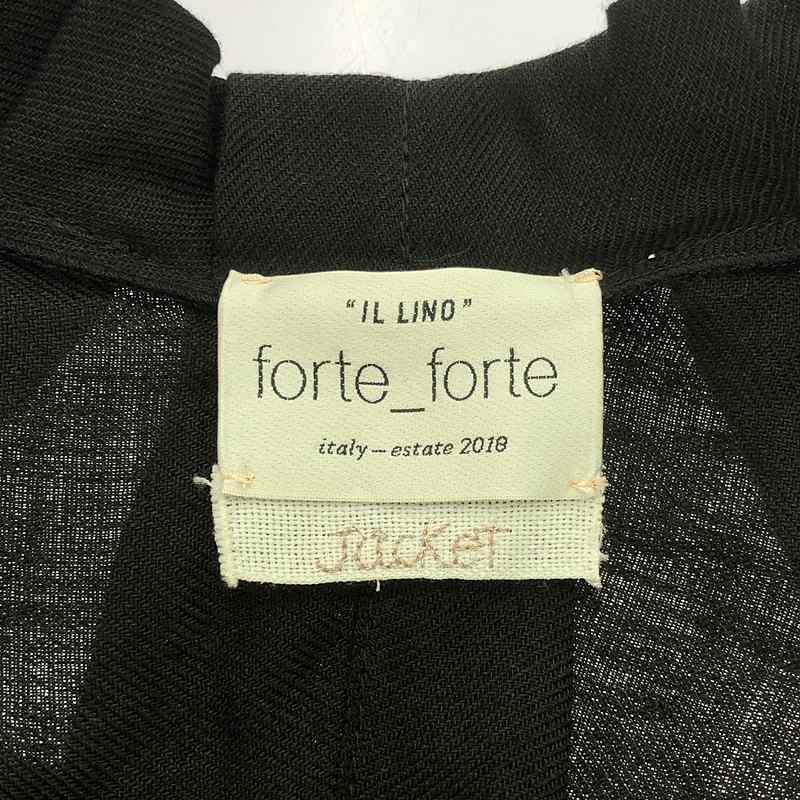 "IL LINO"
forte_forte
italy – estate 2018
Jacket